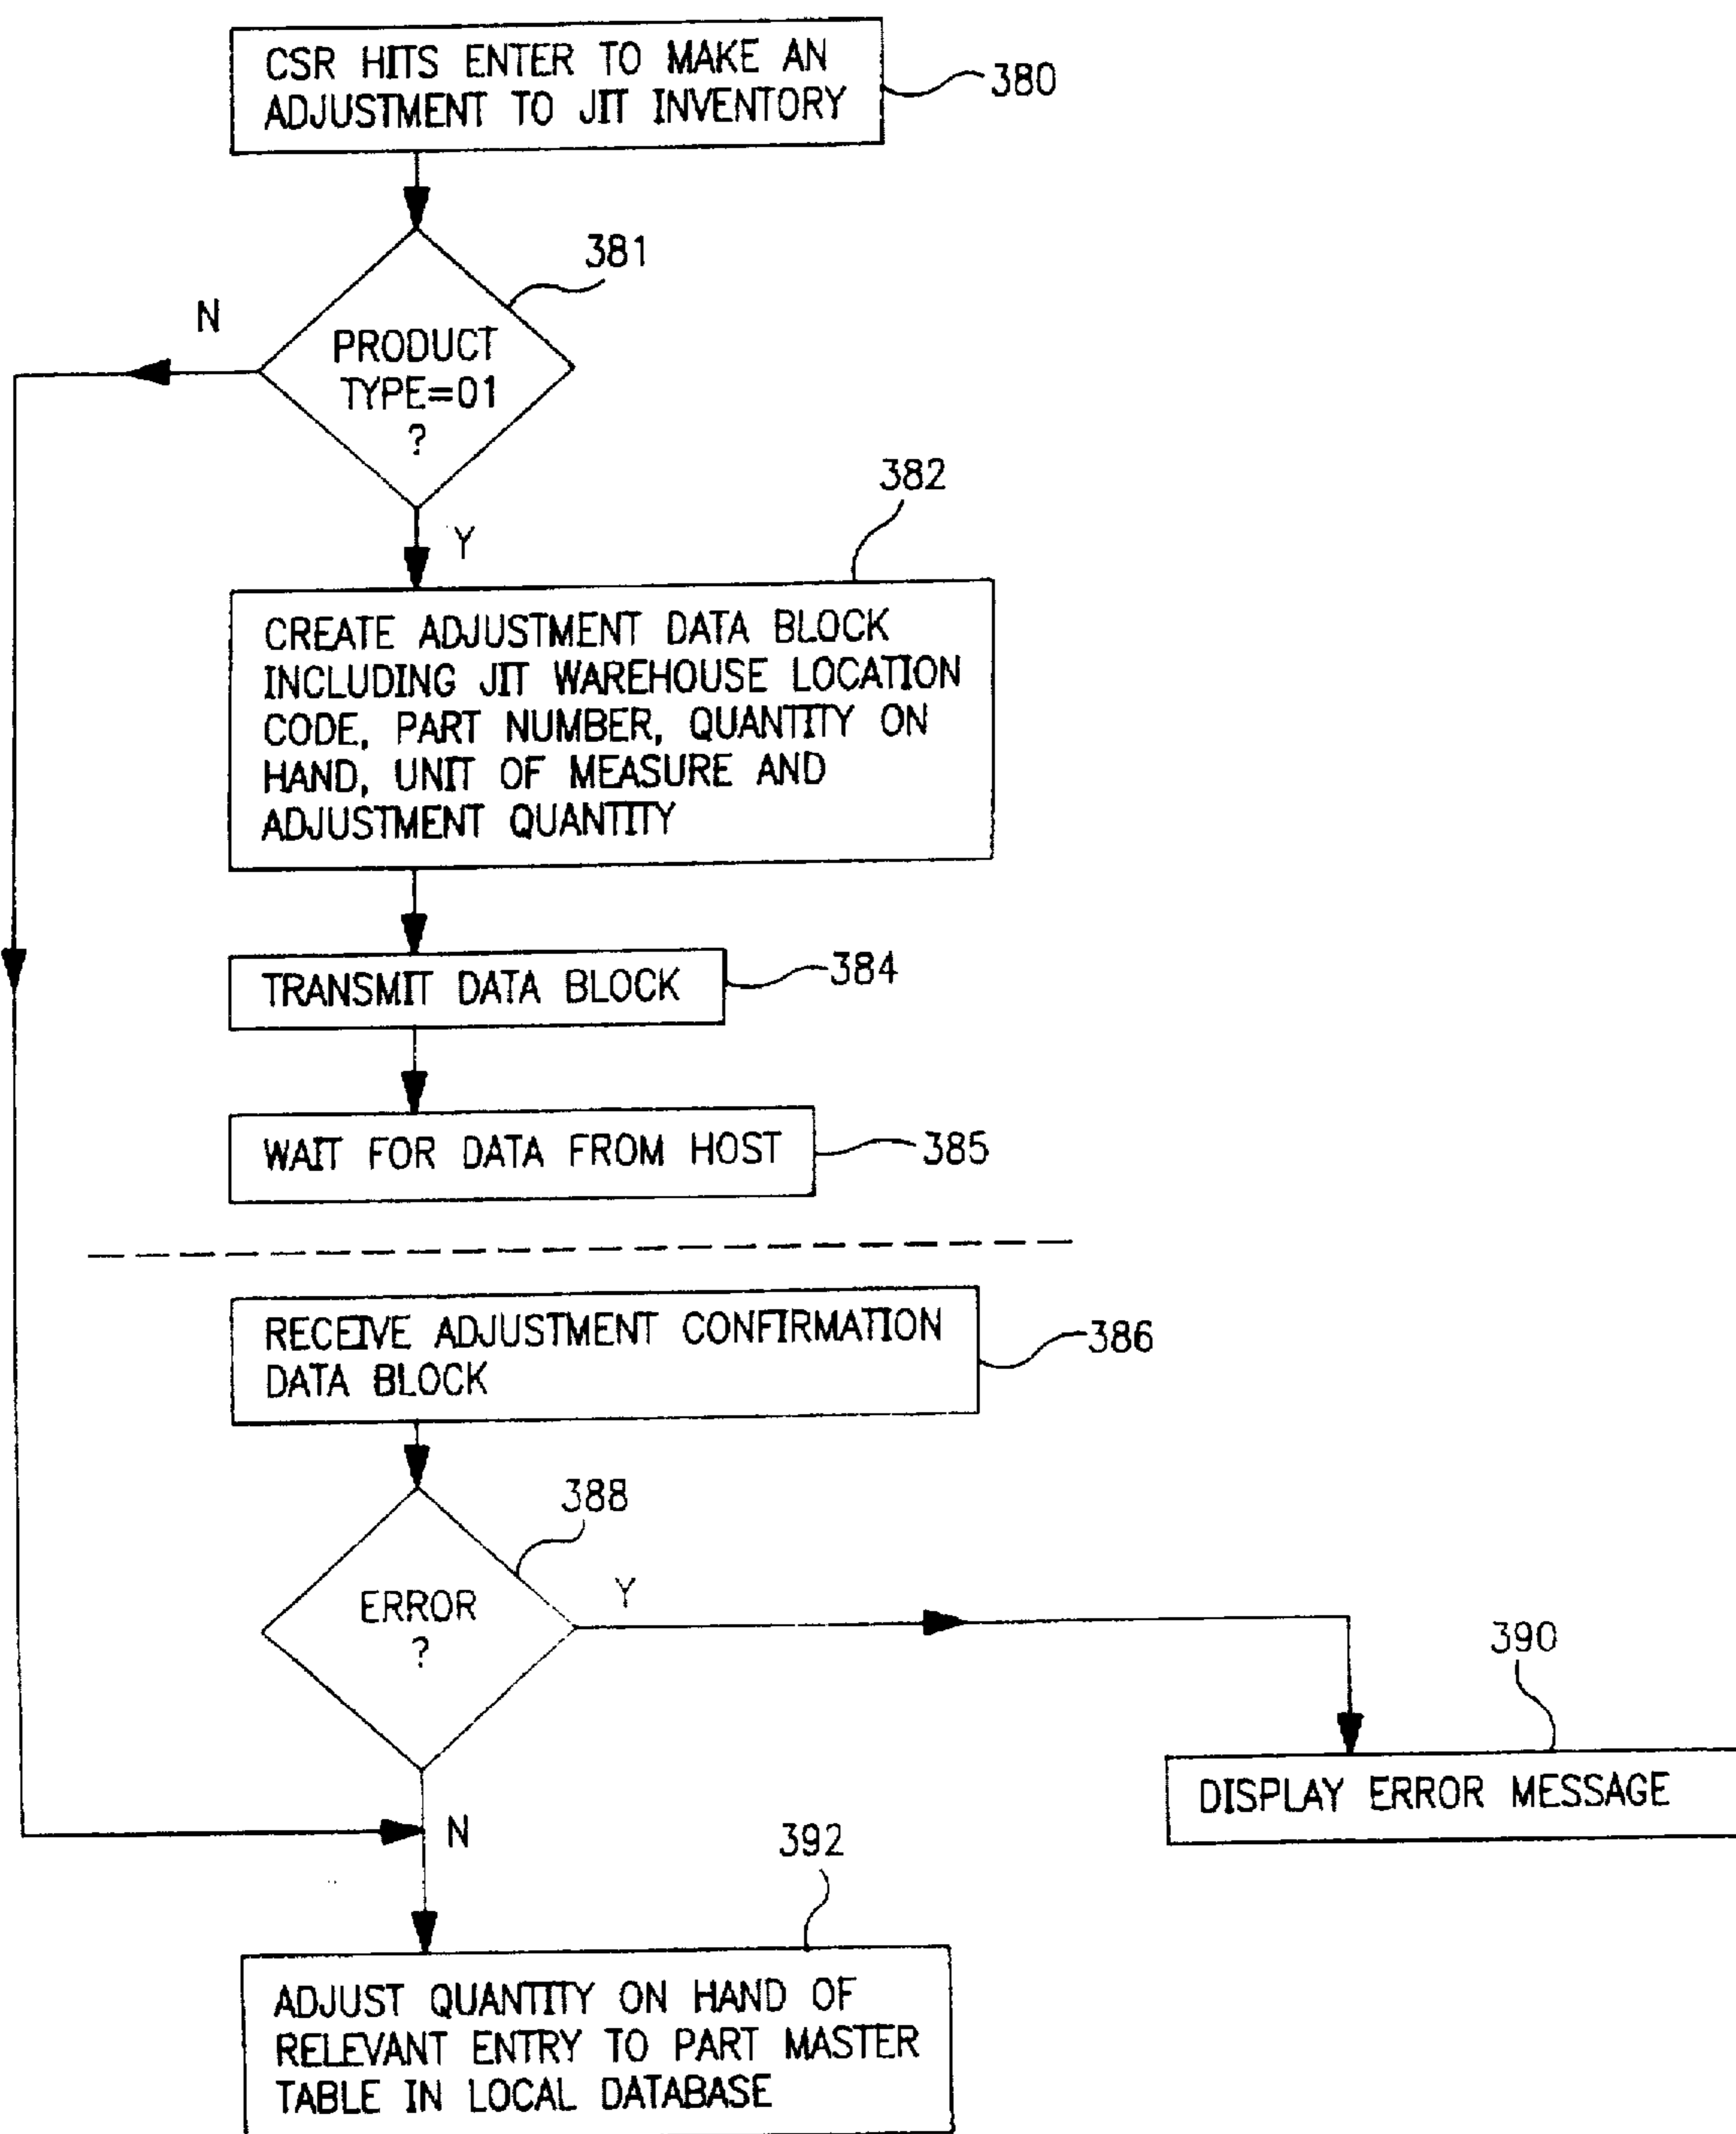 CSR HITS ENTER TO MAKE AN
ADJUSTMENT TO JIT INVENTORY
380
381
N
PRODUCT
TYPE=01
?
Y
382
CREATE ADJUSTMENT DATA BLOCK
INCLUDING JIT WAREHOUSE LOCATION
CODE, PART NUMBER, QUANTITY ON
HAND, UNIT OF MEASURE AND
ADJUSTMENT QUANTITY
TRANSMIT DATA BLOCK
384
WAIT FOR DATA FROM HOST
385
RECEIVE ADJUSTMENT CONFIRMATION
DATA BLOCK
386
388
ERROR
?
Y
390
DISPLAY ERROR MESSAGE
N
392
ADJUST QUANTITY ON HAND OF
RELEVANT ENTRY TO PART MASTER
TABLE IN LOCAL DATABASE